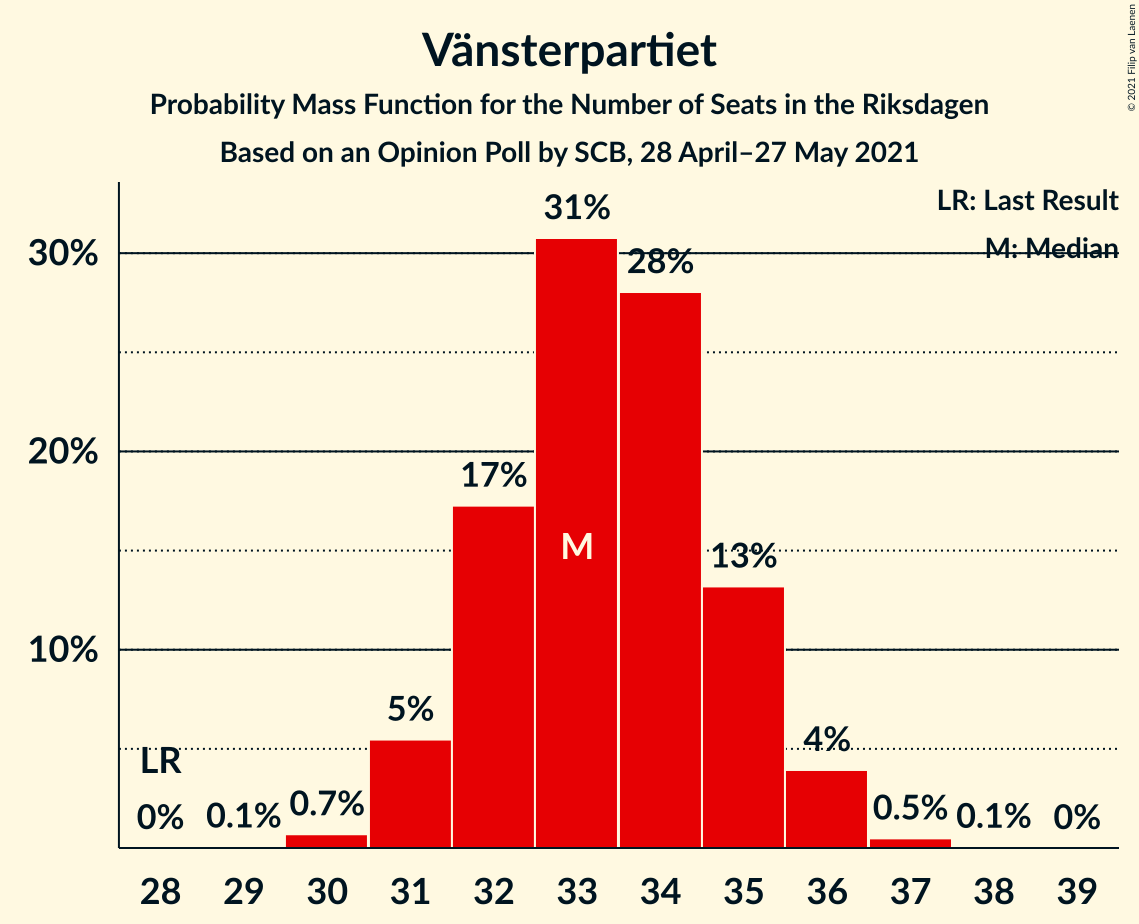 Vänsterpartiet
Probability Mass Function for the Number of Seats in the Riksdagen
Based on an Opinion Poll by SCB, 28 April–27 May 2021
© 2021 Filip van Laenen
LR: Last Result
M: Median
30%
20%
10%
LR
0%
0.1%
0.7%
5%
17%
31%
M
28%
13%
4%
0.5%
0.1%
0%
28 29 30 31 32 33 34 35 36 37 38 39